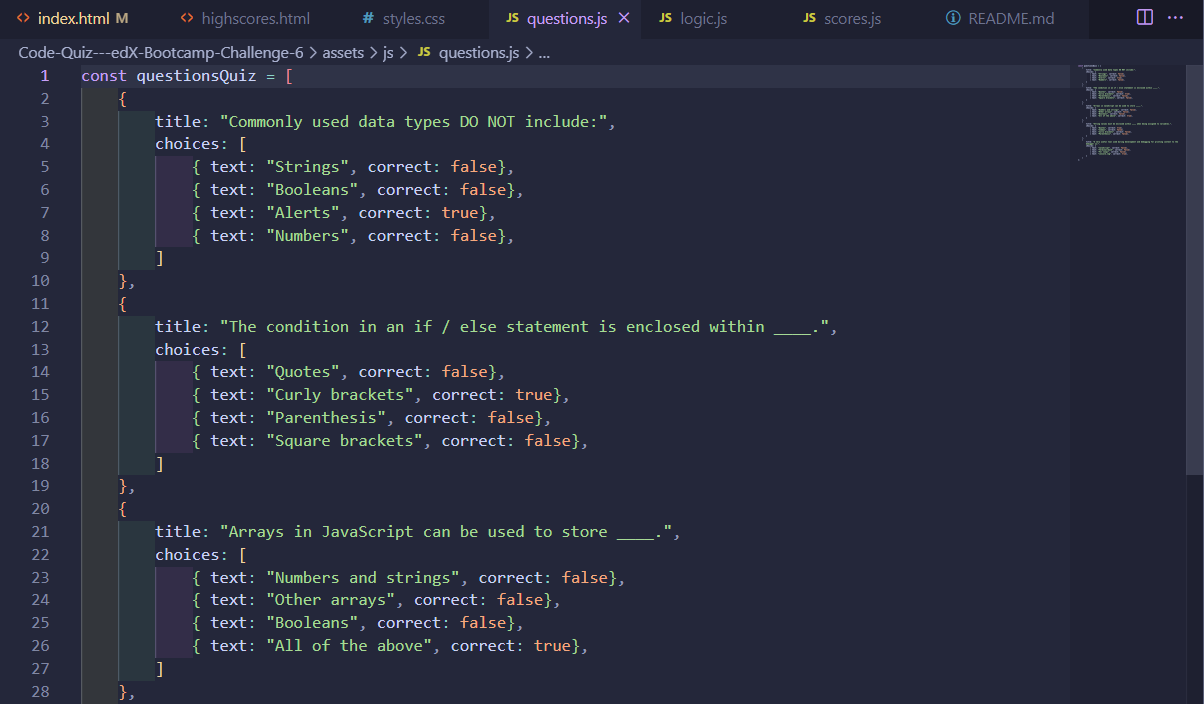 <> index.html M <> highscores.html # styles.css JS questions.js × JS logic.js JS scores.js ⓘ README.md ···
Code-Quiz---edX-Bootcamp-Challenge-6 > assets > js > JS questions.js > ...
1 const questionsQuiz = [
2 {
3 title: "Commonly used data types DO NOT include:",
4 choices: [
5 { text: "Strings", correct: false},
6 { text: "Booleans", correct: false},
7 { text: "Alerts", correct: true},
8 { text: "Numbers", correct: false},
9 ]
10 },
11 {
12 title: "The condition in an if / else statement is enclosed within ____.",
13 choices: [
14 { text: "Quotes", correct: false},
15 { text: "Curly brackets", correct: true},
16 { text: "Parenthesis", correct: false},
17 { text: "Square brackets", correct: false},
18 ]
19 },
20 {
21 title: "Arrays in JavaScript can be used to store ____.",
22 choices: [
23 { text: "Numbers and strings", correct: false},
24 { text: "Other arrays", correct: false},
25 { text: "Booleans", correct: false},
26 { text: "All of the above", correct: true},
27 ]
28 },